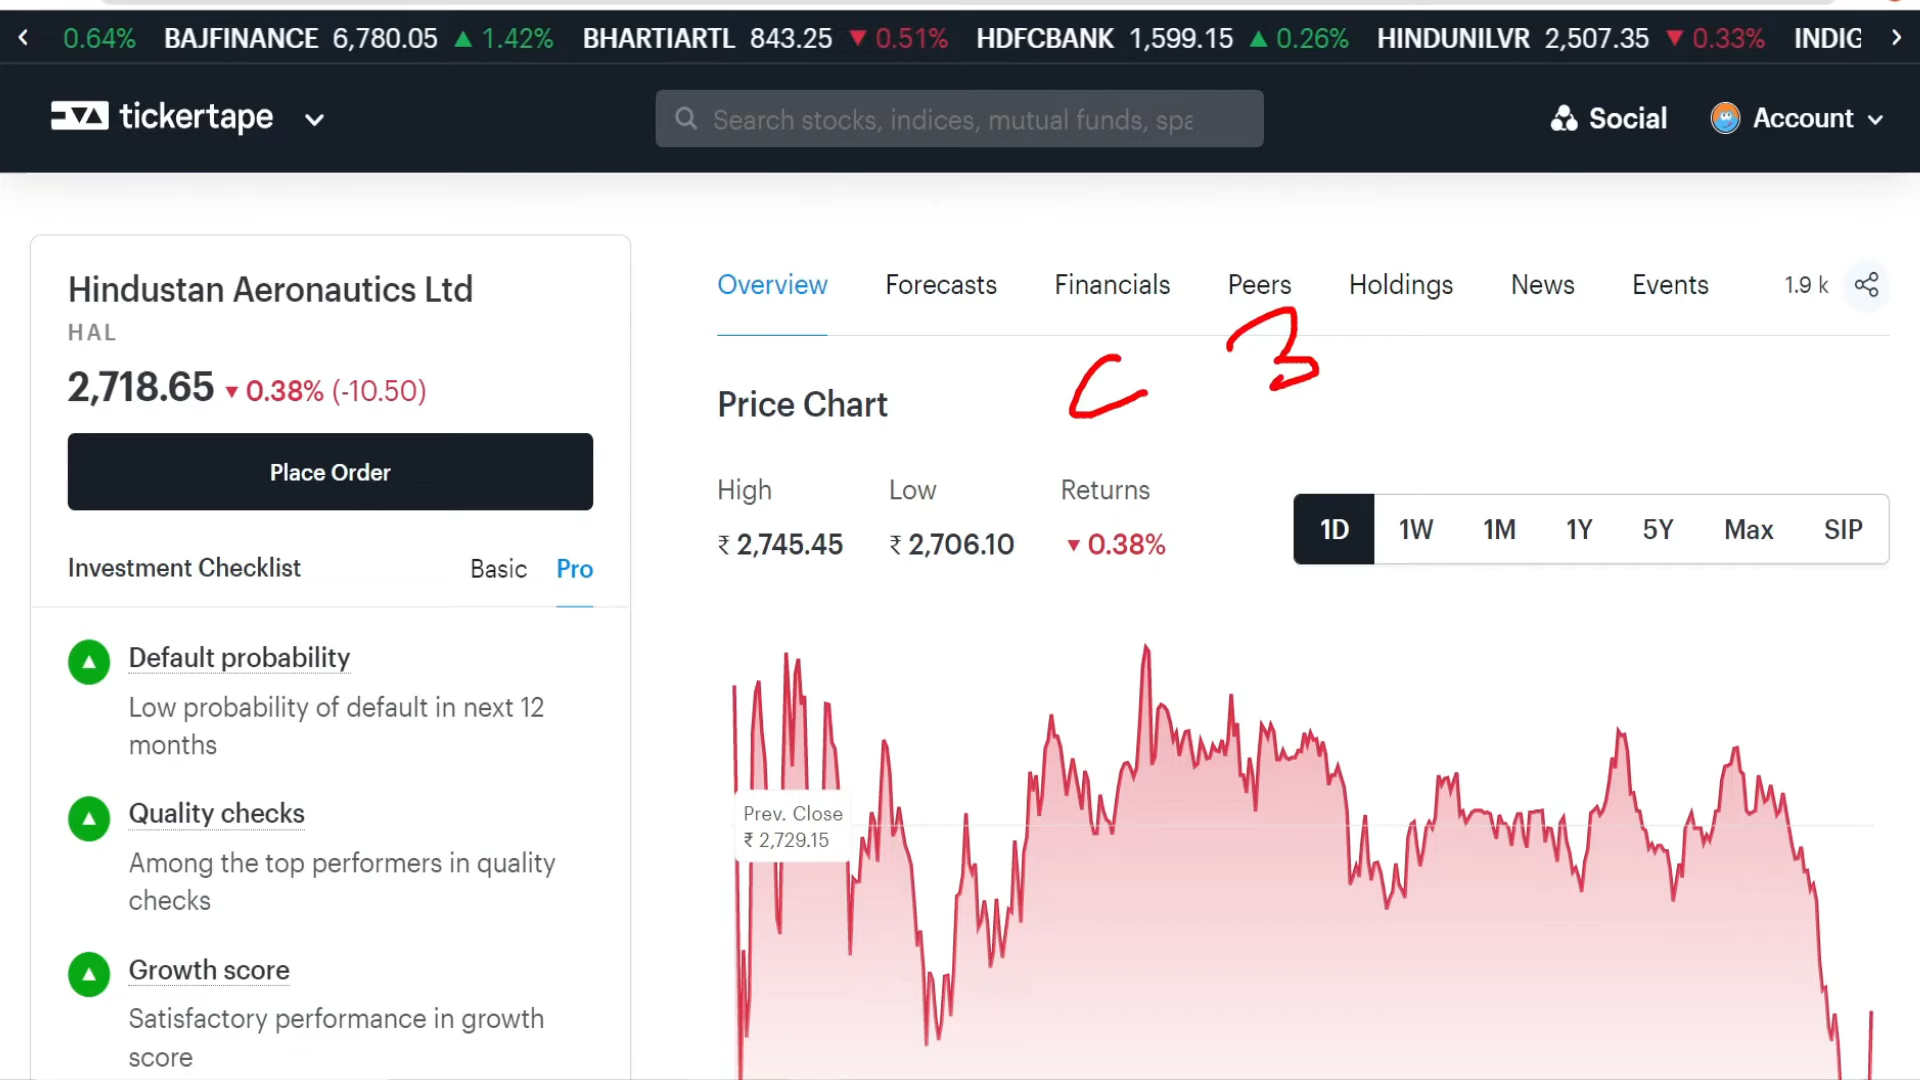 0.64% BAJFINANCE 6,780.05 ▲ 1.42% BHARTIARTL 843.25 ▼ 0.51% HDFCBANK 1,599.15 ▲ 0.26% HINDUNILVR 2,507.35 ▼ 0.33% INDIG
tickertape
Search stocks, indices, mutual funds, spa
Social
Account
Hindustan Aeronautics Ltd
HAL
2,718.65 ▼ 0.38% (-10.50)
Place Order
Investment Checklist Basic Pro
Default probability
Low probability of default in next 12
months
Quality checks
Among the top performers in quality
checks
Growth score
Satisfactory performance in growth
score
Overview Forecasts Financials Peers Holdings News Events 1.9 k
Price Chart
High Low Returns
₹ 2,745.45 ₹ 2,706.10 ▼ 0.38%
1D 1W 1M 1Y 5Y Max SIP
Prev. Close
₹ 2,729.15